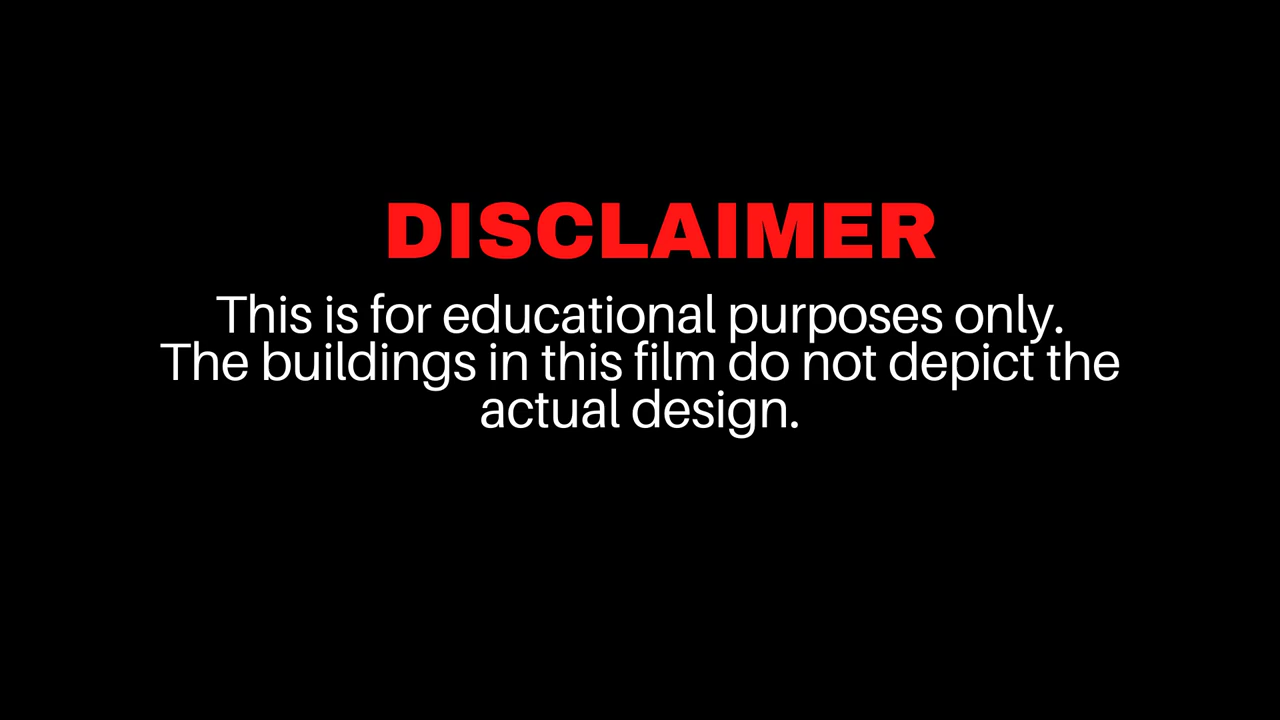 DISCLAIMER
This is for educational purposes only.
The buildings in this film do not depict the
actual design.